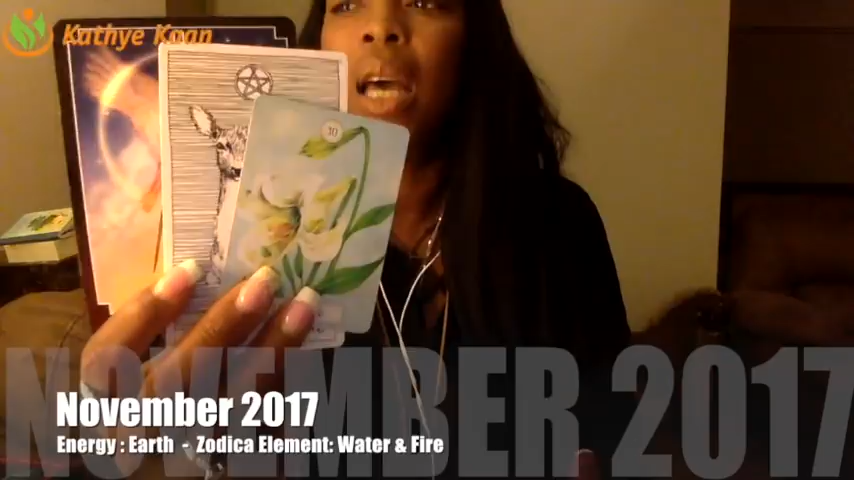 Kathye Kaan
30
NOVEMBER 2017
November 2017
Energy : Earth - Zodica Element: Water & Fire